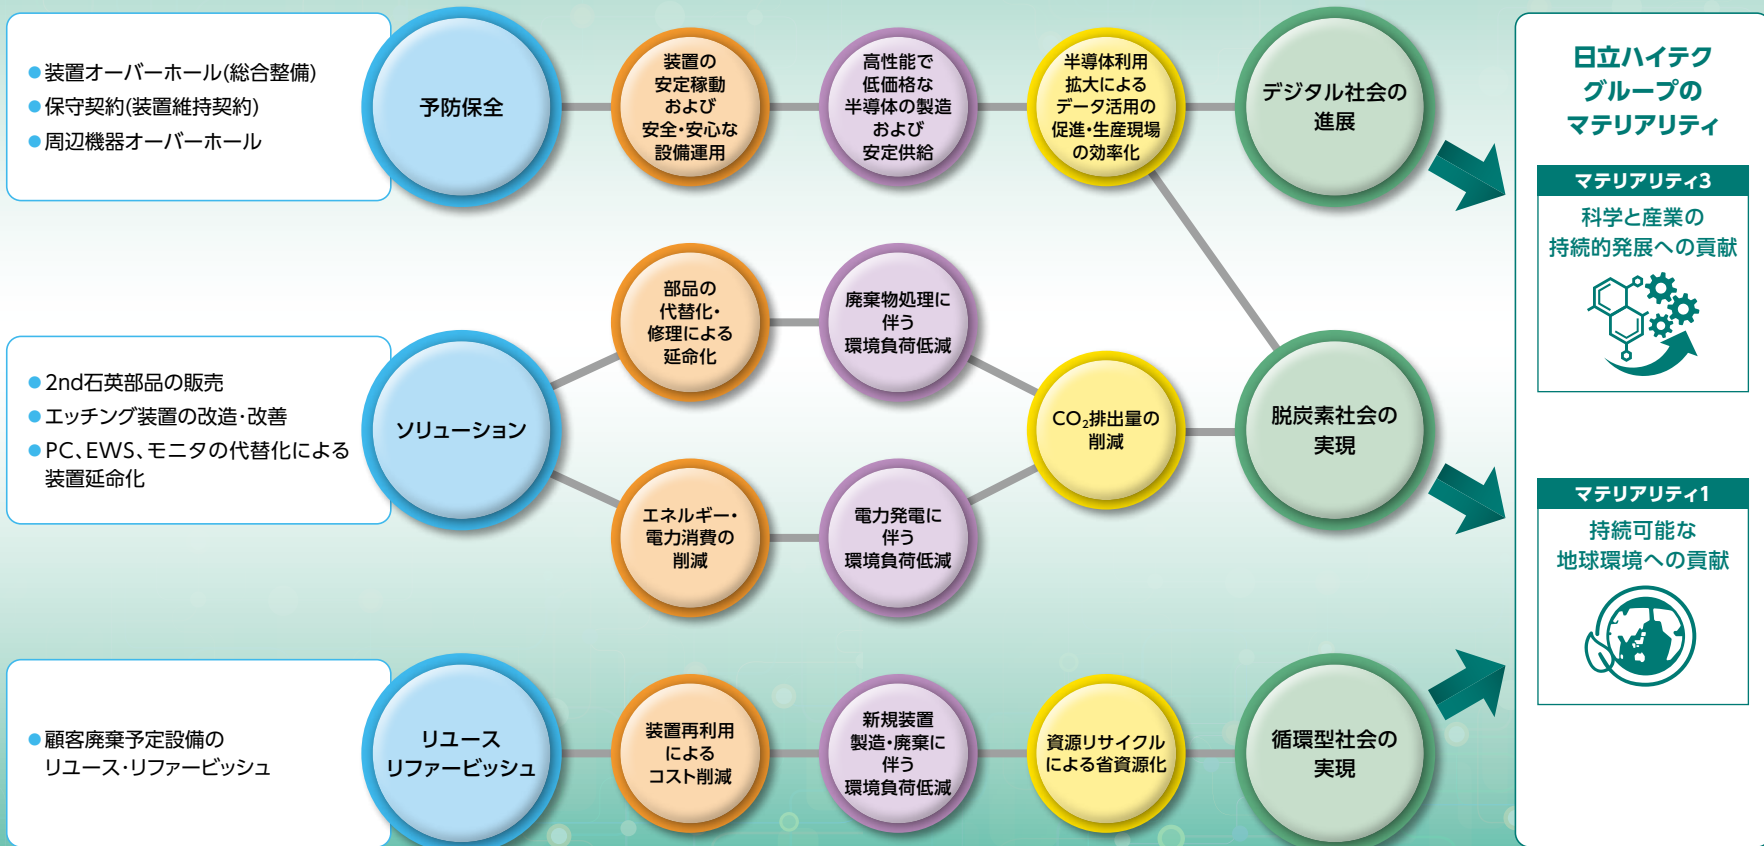 ●装置オーバーホール(総合整備)
●保守契約(装置維持契約)
●周辺機器オーバーホール
予防保全
装置の
安定稼動
および
安全・安心な
設備運用
高性能で
低価格な
半導体の製造
および
安定供給
半導体利用
拡大による
データ活用の
促進・生産現場
の効率化
デジタル社会の
進展
●2nd石英部品の販売
●エッチング装置の改造・改善
●PC、EWS、モニタの代替化による
装置延命化
ソリューション
部品の
代替化・
修理による
延命化
廃棄物処理に
伴う
環境負荷低減
エネルギー・
電力消費の
削減
電力発電に
伴う
環境負荷低減
CO₂排出量の
削減
脱炭素社会の
実現
●顧客廃棄予定設備の
リユース・リファービッシュ
リユース
リファービッシュ
装置再利用
による
コスト削減
新規装置
製造・廃棄に
伴う
環境負荷低減
資源リサイクル
による省資源化
循環型社会の
実現
日立ハイテク
グループの
マテリアリティ
マテリアリティ3
科学と産業の
持続的発展への貢献
マテリアリティ1
持続可能な
地球環境への貢献